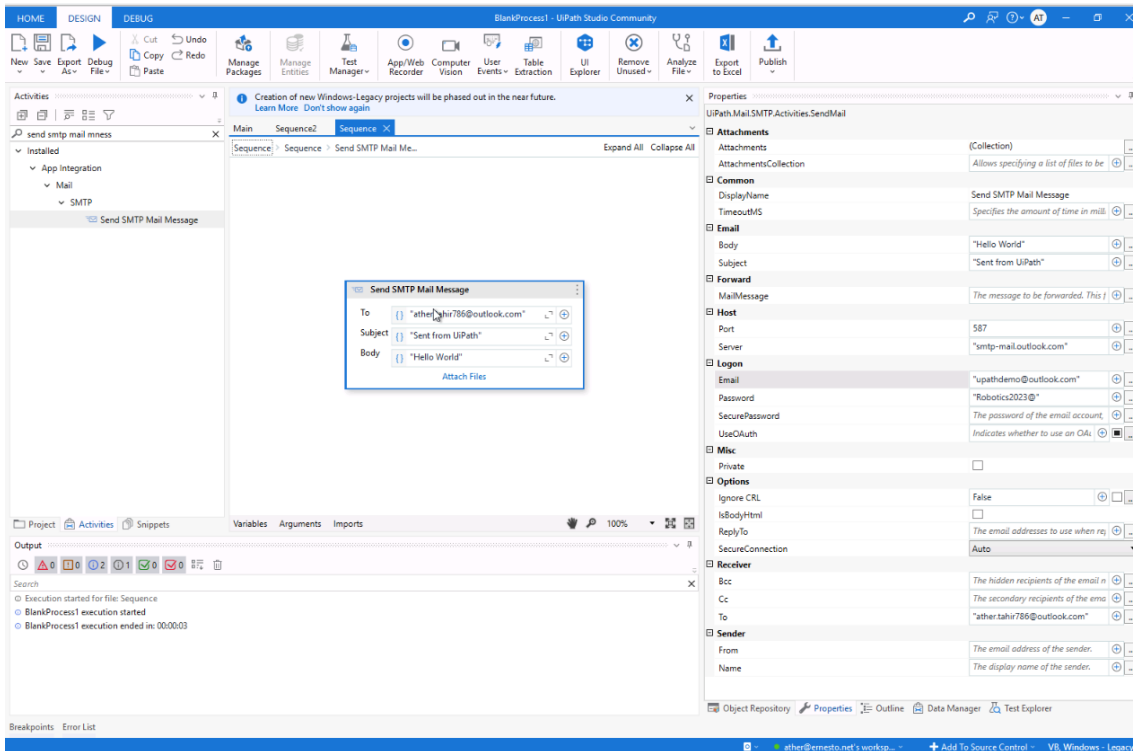 HOME DESIGN DEBUG BlankProcess1 - UiPath Studio Community AT
New Save Export As Debug File Cut Copy Paste Undo Redo Manage Packages Manage Entities Test Manager App/Web Recorder Computer Vision User Events Table Extraction UI Explorer Remove Unused Analyze File Export to Excel Publish
Activities
send smtp mail mness
Installed
App Integration
Mail
SMTP
Send SMTP Mail Message
Project Activities Snippets
Creation of new Windows-Legacy projects will be phased out in the near future.
Learn More Don't show again
Main Sequence2 Sequence
Sequence > Sequence > Send SMTP Mail Me... Expand All Collapse All
Send SMTP Mail Message
To "ather.tahir786@outlook.com"
Subject "Sent from UiPath"
Body "Hello World"
Attach Files
Variables Arguments Imports 100%
Output
0 0 2 1 0 0
Search
Execution started for file: Sequence
BlankProcess1 execution started
BlankProcess1 execution ended in: 00:00:03
Breakpoints Error List
Properties
UiPath.Mail.SMTP.Activities.SendMail
Attachments
Attachments (Collection)
AttachmentsCollection Allows specifying a list of files to be
Common
DisplayName Send SMTP Mail Message
TimeoutMS Specifies the amount of time in milli
Email
Body "Hello World"
Subject "Sent from UiPath"
Forward
MailMessage The message to be forwarded. This f
Host
Port 587
Server "smtp-mail.outlook.com"
Logon
Email "upathdemo@outlook.com"
Password "Robotics2023@"
SecurePassword The password of the email account,
UseOAuth Indicates whether to use an OAu
Misc
Private
Options
Ignore CRL False
IsBodyHtml
ReplyTo The email addresses to use when rep
SecureConnection Auto
Receiver
Bcc The hidden recipients of the email m
Cc The secondary recipients of the ema
To "ather.tahir786@outlook.com"
Sender
From The email address of the sender.
Name The display name of the sender.
Object Repository Properties Outline Data Manager Test Explorer
ather@ernesto.net's worksp... + Add To Source Control VB, Windows - Legacy